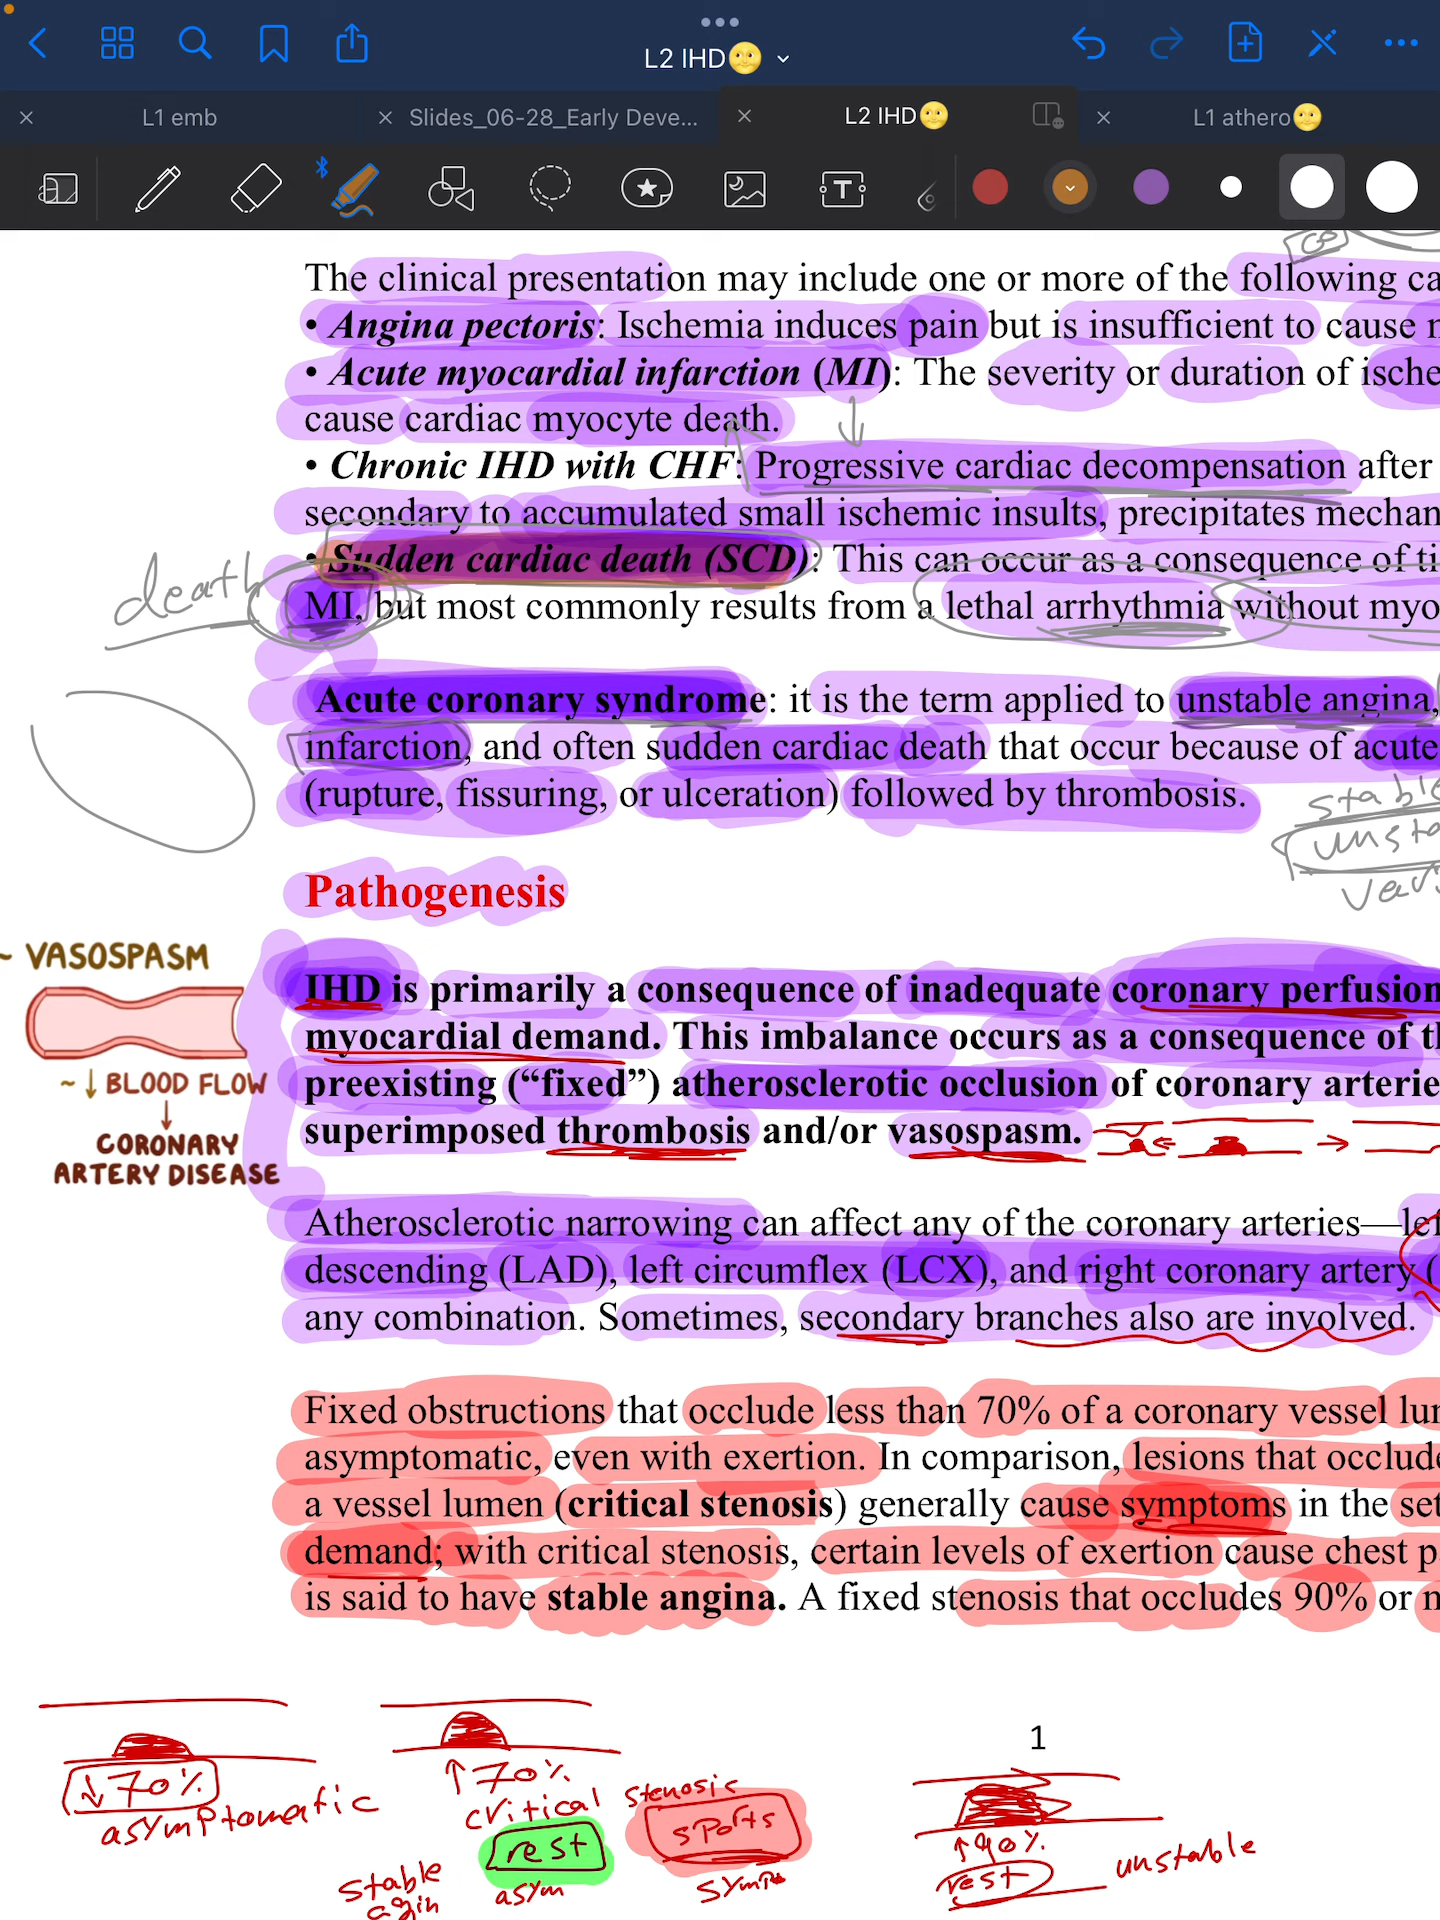 L2 IHD🌝
L1 emb
Slides_06-28_Early Deve...
L2 IHD🌝
L1 athero🌝
The clinical presentation may include one or more of the following ca
• Angina pectoris: Ischemia induces pain but is insufficient to cause
• Acute myocardial infarction (MI): The severity or duration of ische
cause cardiac myocyte death.
• Chronic IHD with CHF: Progressive cardiac decompensation after
secondary to accumulated small ischemic insults, precipitates mechan
• Sudden cardiac death (SCD): This can occur as a consequence of ti
death
MI, but most commonly results from a lethal arrhythmia without myo
Acute coronary syndrome: it is the term applied to unstable angina,
infarction, and often sudden cardiac death that occur because of acute
(rupture, fissuring, or ulceration) followed by thrombosis.
stable
unsta
Vari
Pathogenesis
~ VASOSPASM
~ ↓ BLOOD FLOW
↓
CORONARY
ARTERY DISEASE
IHD is primarily a consequence of inadequate coronary perfusion
myocardial demand. This imbalance occurs as a consequence of th
preexisting (“fixed”) atherosclerotic occlusion of coronary arterie
superimposed thrombosis and/or vasospasm.
Atherosclerotic narrowing can affect any of the coronary arteries—lef
descending (LAD), left circumflex (LCX), and right coronary artery (
any combination. Sometimes, secondary branches also are involved.
Fixed obstructions that occlude less than 70% of a coronary vessel lum
asymptomatic, even with exertion. In comparison, lesions that occlude
a vessel lumen (critical stenosis) generally cause symptoms in the set
demand; with critical stenosis, certain levels of exertion cause chest p
is said to have stable angina. A fixed stenosis that occludes 90% or
1
↓70%
asymptomatic
↑70%
critical stenosic
rest
sports
stable
agin
asym
symp
↑90%
rest
unstable